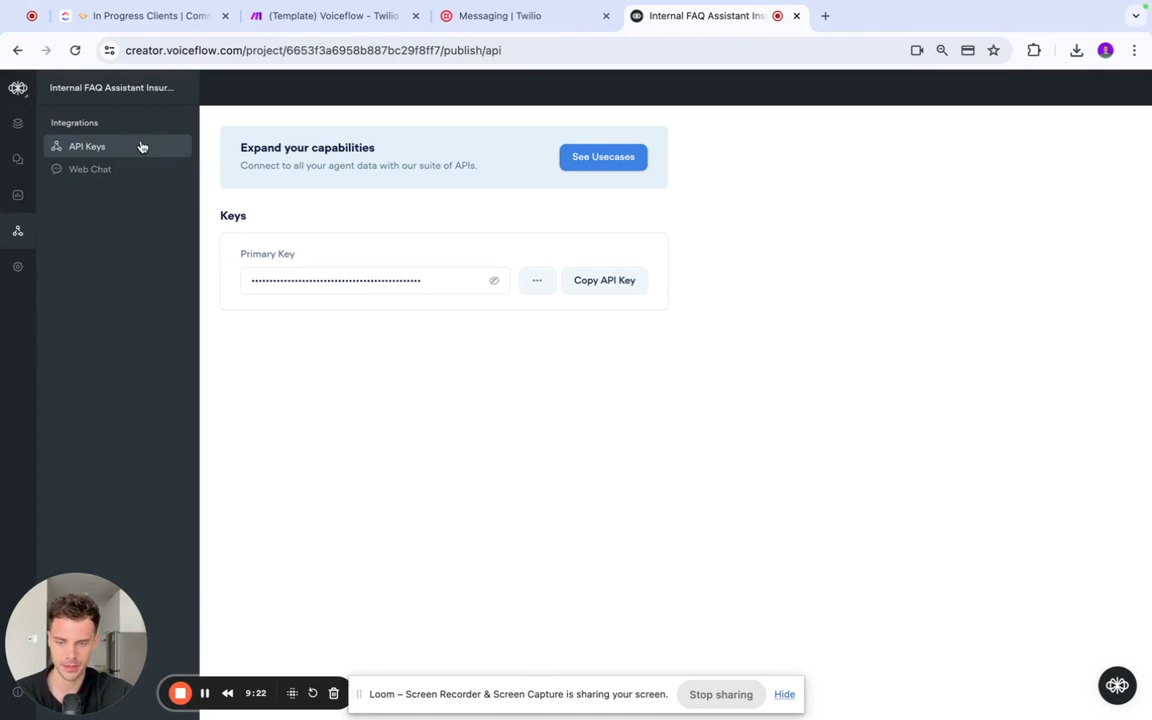 In Progress Clients | Comm
(Template) Voiceflow - Twilio
Messaging | Twilio
Internal FAQ Assistant Ins
creator.voiceflow.com/project/6653f3a6958b887bc29f8ff7/publish/api
Internal FAQ Assistant Insur...
Integrations
API Keys
Web Chat
Expand your capabilities
Connect to all your agent data with our suite of APIs.
See Usecases
Keys
Primary Key
Copy API Key
9:22
Loom – Screen Recorder & Screen Capture is sharing your screen.
Stop sharing
Hide